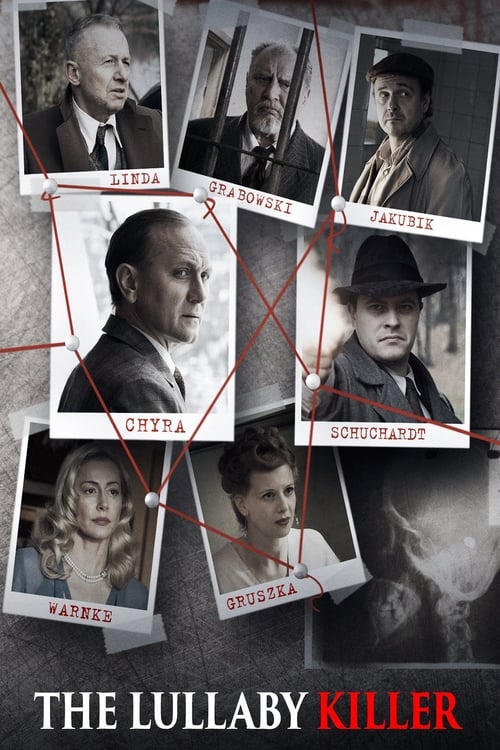 LINDA
GRABOWSKI
JAKUBIK
CHYRA
SCHUCHARDT
WARNKE
GRUSZKA
THE LULLABY KILLER